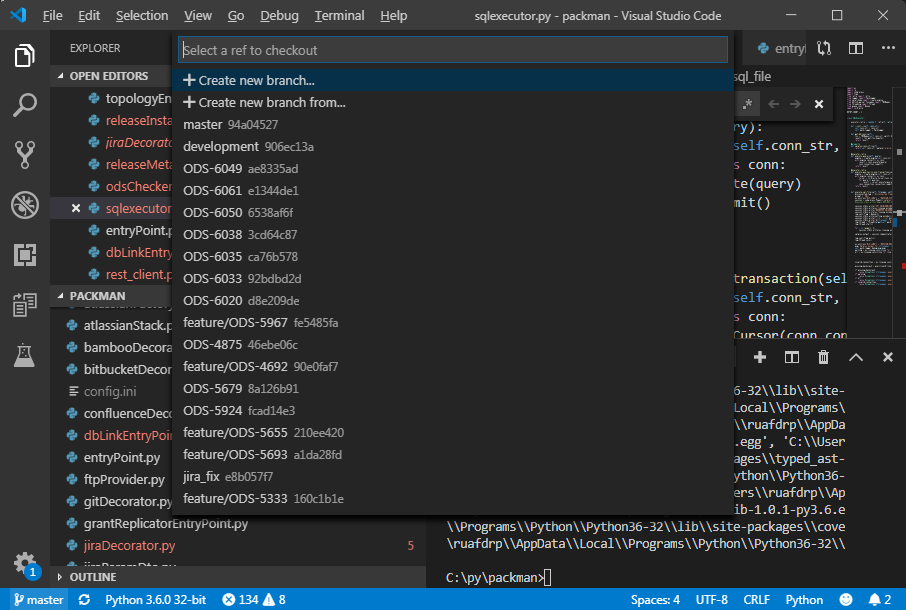 File Edit Selection View Go Debug Terminal Help sqlexecutor.py - packman - Visual Studio Code
EXPLORER
Select a ref to checkout
entry
OPEN EDITORS
topologyEn
releaseInsta
jiraDecorato
releaseMeta
odsChecker
sqlexecutor
entryPoint.p
dbLinkEntry
rest_client.p
PACKMAN
atlassianStack.p
bambooDecora
bitbucketDecor
config.ini
confluenceDeco
dbLinkEntryPoin
entryPoint.py
ftpProvider.py
gitDecorator.py
grantReplicatorEntryPoint.py
jiraDecorator.py 5
OUTLINE
Create new branch...
Create new branch from...
master 94a04527
development 906ec13a
ODS-6049 ae8335ad
ODS-6061 e1344de1
ODS-6050 6538af6f
ODS-6038 3cd64c87
ODS-6035 ca76b578
ODS-6033 92bdbd2d
ODS-6020 d8e209de
feature/ODS-5967 fe5485fa
ODS-4875 46ebe06c
feature/ODS-4692 90e0faf7
ODS-5679 8a126b91
ODS-5924 fcad14e3
feature/ODS-5655 210ee420
feature/ODS-5693 a1da28fd
jira_fix e8b057f7
feature/ODS-5333 160c1b1e
sql_file
.*
ry):
self.conn_str,
s conn:
te(query)
mit()
transaction(sel
self.conn_str,
s conn:
Cursor(conn.con
36-32\\lib\\site-
Local\\Programs\
\\ruafdrp\\AppDa
.egg', 'C:\\User
ages\\typed_ast-
ython\\Python36-
ers\\ruafdrp\\Ap
ib-1.0.1-py3.6.e
\\Programs\\Python\\Python36-32\\lib\\site-packages\\cove
\ruafdrp\\AppData\\Local\\Programs\\Python\\Python36-32\\
C:\py\packman>
1
master Python 3.6.0 32-bit 134 8 Spaces: 4 UTF-8 CRLF Python 2